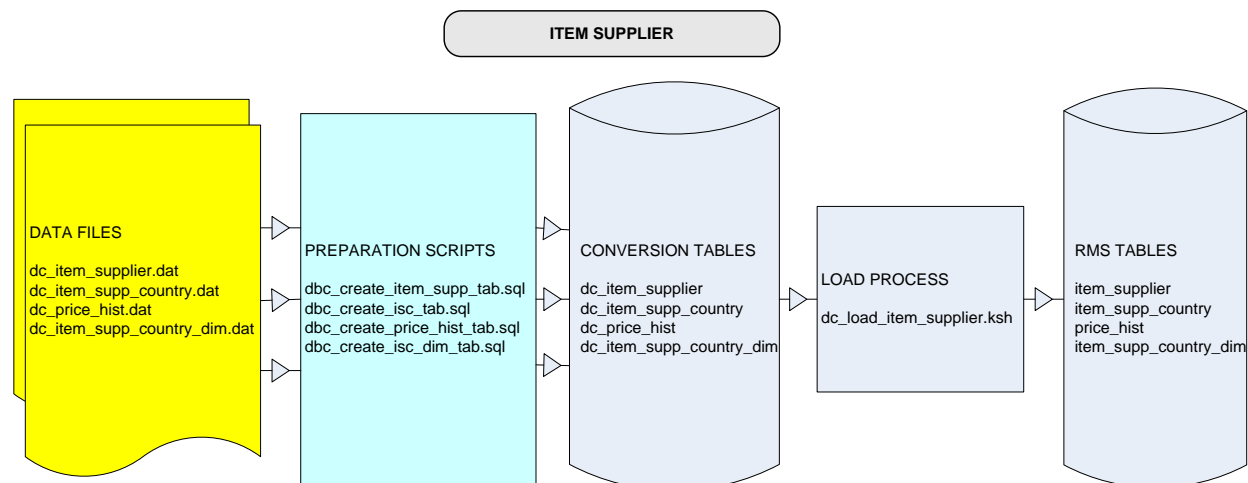 ITEM SUPPLIER
DATA FILES
dc_item_supplier.dat
dc_item_supp_country.dat
dc_price_hist.dat
dc_item_supp_country_dim.dat
PREPARATION SCRIPTS
dbc_create_item_supp_tab.sql
dbc_create_isc_tab.sql
dbc_create_price_hist_tab.sql
dbc_create_isc_dim_tab.sql
CONVERSION TABLES
dc_item_supplier
dc_item_supp_country
dc_price_hist
dc_item_supp_country_dim
LOAD PROCESS
dc_load_item_supplier.ksh
RMS TABLES
item_supplier
item_supp_country
price_hist
item_supp_country_dim